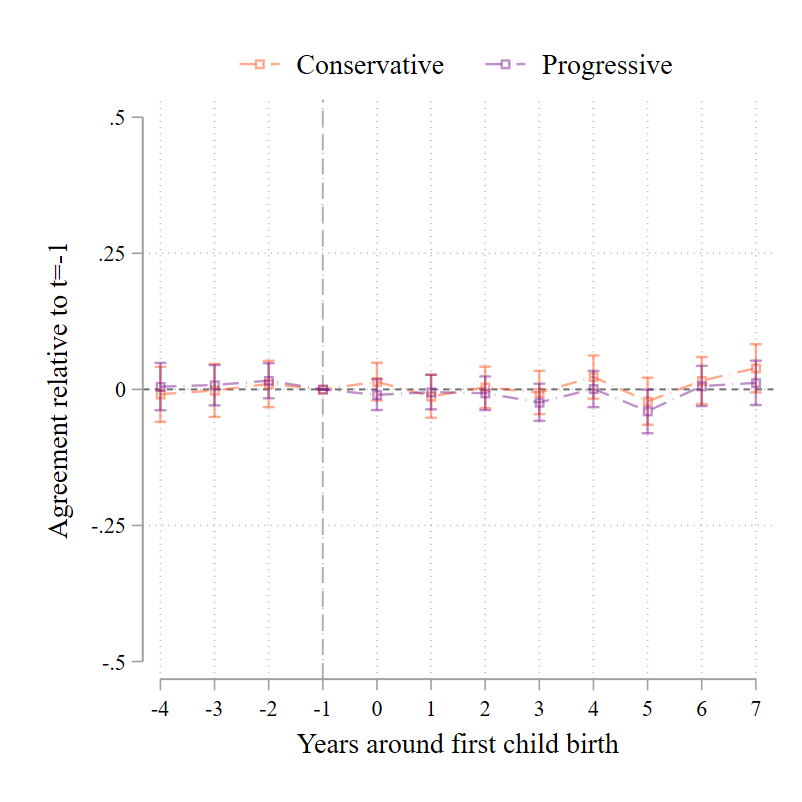 Conservative Progressive
.5
.25
0
-.25
-.5
Agreement relative to t=-1
-4 -3 -2 -1 0 1 2 3 4 5 6 7
Years around first child birth